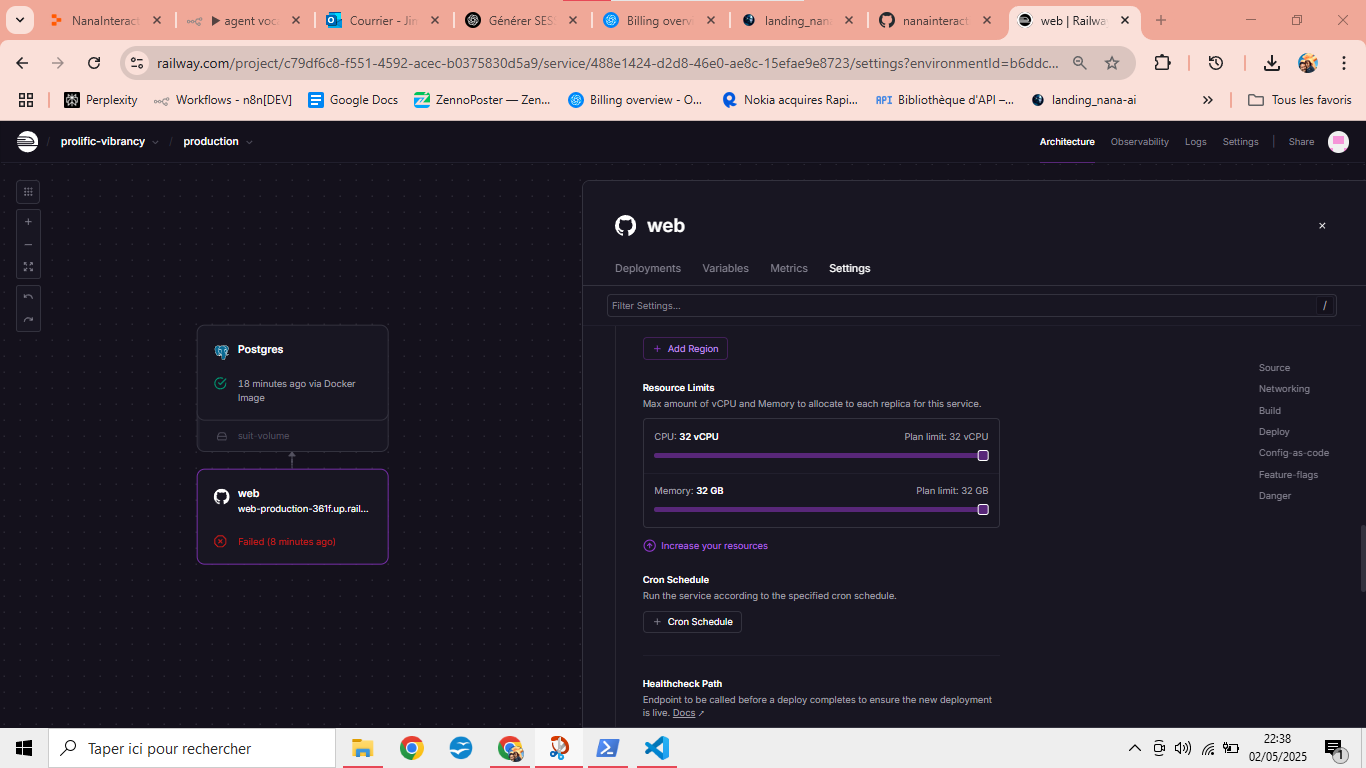 NanaInterac
▶ agent voca
Courrier - Jin
Générer SES
Billing overvi
landing_nana
nanainteract
web | Railway
railway.com/project/c79df6c8-f551-4592-acec-b0375830d5a9/service/488e1424-d2d8-46e0-ae8c-15efae9e8723/settings?environmentId=b6ddc...
Perplexity
Workflows - n8n[DEV]
Google Docs
ZennoPoster — Zen...
Billing overview - O...
Nokia acquires Rapi...
API
Bibliothèque d'API –...
landing_nana-ai
»
Tous les favoris
/ prolific-vibrancy / production
Architecture
Observability
Logs
Settings
Share
web
Deployments
Variables
Metrics
Settings
Filter Settings...
/
+ Add Region
Resource Limits
Max amount of vCPU and Memory to allocate to each replica for this service.
CPU: 32 vCPU
Plan limit: 32 vCPU
Memory: 32 GB
Plan limit: 32 GB
Increase your resources
Cron Schedule
Run the service according to the specified cron schedule.
+ Cron Schedule
Healthcheck Path
Endpoint to be called before a deploy completes to ensure the new deployment
is live. Docs ↗
Source
Networking
Build
Deploy
Config-as-code
Feature-flags
Danger
Postgres
18 minutes ago via Docker
Image
suit-volume
web
web-production-361f.up.rail...
Failed (8 minutes ago)
Taper ici pour rechercher
22:38
02/05/2025
1